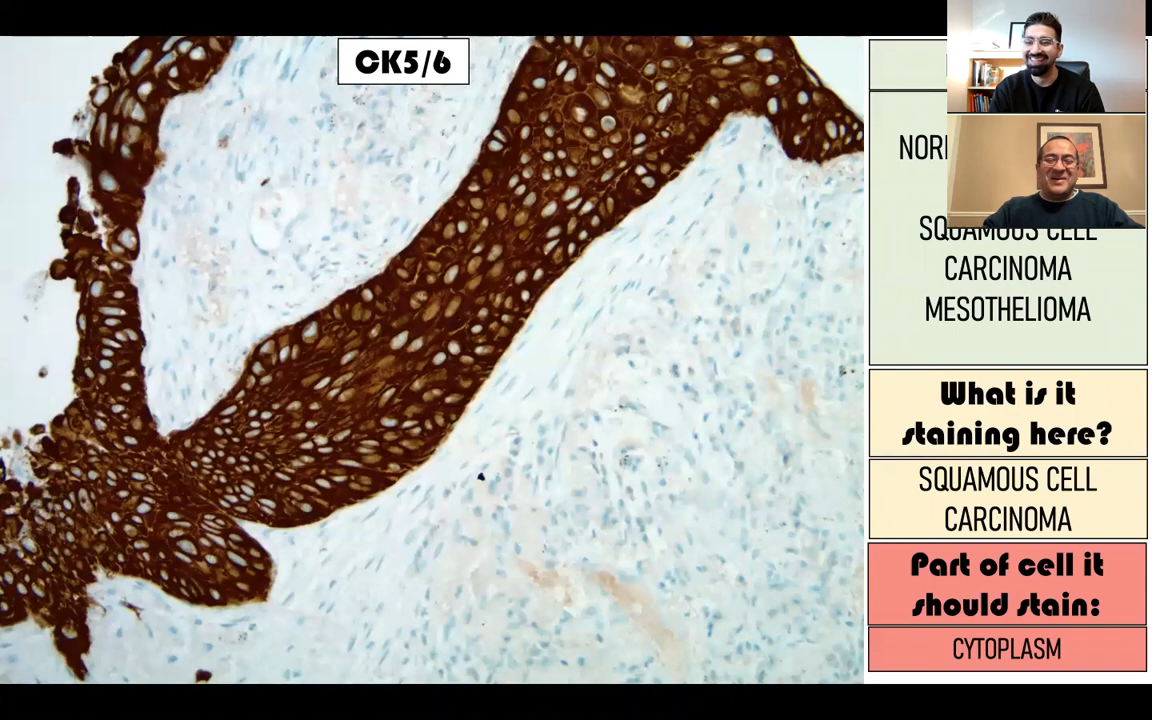 CK5/6
SQUAMOUS CELL
CARCINOMA
MESOTHELIOMA
What is it
staining here?
SQUAMOUS CELL
CARCINOMA
Part of cell it
should stain:
CYTOPLASM